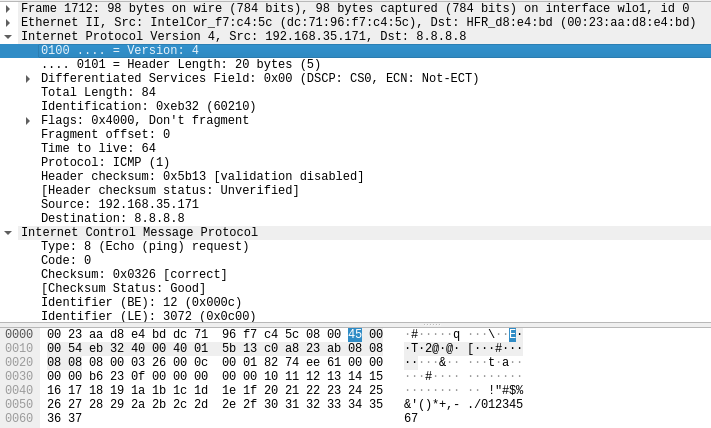 Frame 1712: 98 bytes on wire (784 bits), 98 bytes captured (784 bits) on interface wlo1, id 0
Ethernet II, Src: IntelCor_f7:c4:5c (dc:71:96:f7:c4:5c), Dst: HFR_d8:e4:bd (00:23:aa:d8:e4:bd)
Internet Protocol Version 4, Src: 192.168.35.171, Dst: 8.8.8.8
0100 .... = Version: 4
.... 0101 = Header Length: 20 bytes (5)
Differentiated Services Field: 0x00 (DSCP: CS0, ECN: Not-ECT)
Total Length: 84
Identification: 0xeb32 (60210)
Flags: 0x4000, Don't fragment
Fragment offset: 0
Time to live: 64
Protocol: ICMP (1)
Header checksum: 0x5b13 [validation disabled]
[Header checksum status: Unverified]
Source: 192.168.35.171
Destination: 8.8.8.8
Internet Control Message Protocol
Type: 8 (Echo (ping) request)
Code: 0
Checksum: 0x0326 [correct]
[Checksum Status: Good]
Identifier (BE): 12 (0x000c)
Identifier (LE): 3072 (0x0c00)
0000 00 23 aa d8 e4 bd dc 71 96 f7 c4 5c 08 00 45 00 ·#·····q ···\··E·
0010 00 54 eb 32 40 00 40 01 5b 13 c0 a8 23 ab 08 08 ·T·2@·@· [···#···
0020 08 08 08 00 03 26 00 0c 00 01 82 74 ee 61 00 00 ·····&·· ···t·a··
0030 00 00 b6 23 0f 00 00 00 00 00 10 11 12 13 14 15 ···#···· ········
0040 16 17 18 19 1a 1b 1c 1d 1e 1f 20 21 22 23 24 25 ········ ·· !"#$%
0050 26 27 28 29 2a 2b 2c 2d 2e 2f 30 31 32 33 34 35 &'()*+,- ./012345
0060 36 37 67